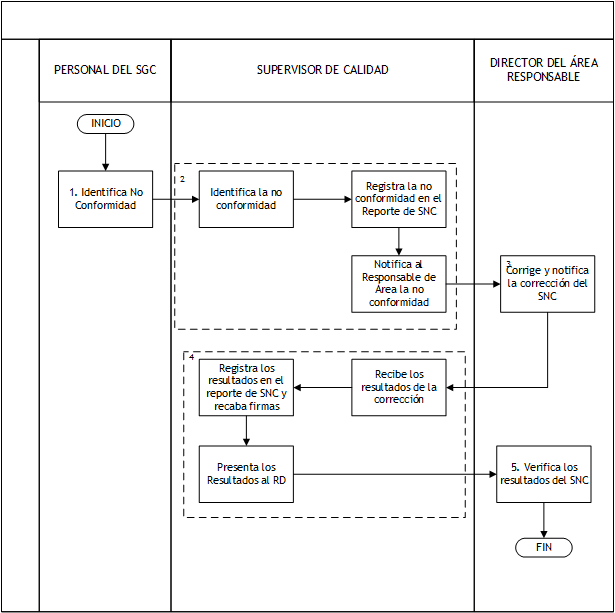 PERSONAL DEL SGC
SUPERVISOR DE CALIDAD
DIRECTOR DEL ÁREA
RESPONSABLE
INICIO
1. Identifica No
Conformidad
2
Identifica la no
conformidad
Registra la no
conformidad en el
Reporte de SNC
Notifica al
Responsable de
Área la no
conformidad
3
Corrige y notifica
la corrección del
SNC
4
Registra los
resultados en el
reporte de SNC y
recaba firmas
Recibe los
resultados de la
corrección
Presenta los
Resultados al RD
5. Verifica los
resultados del SNC
FIN